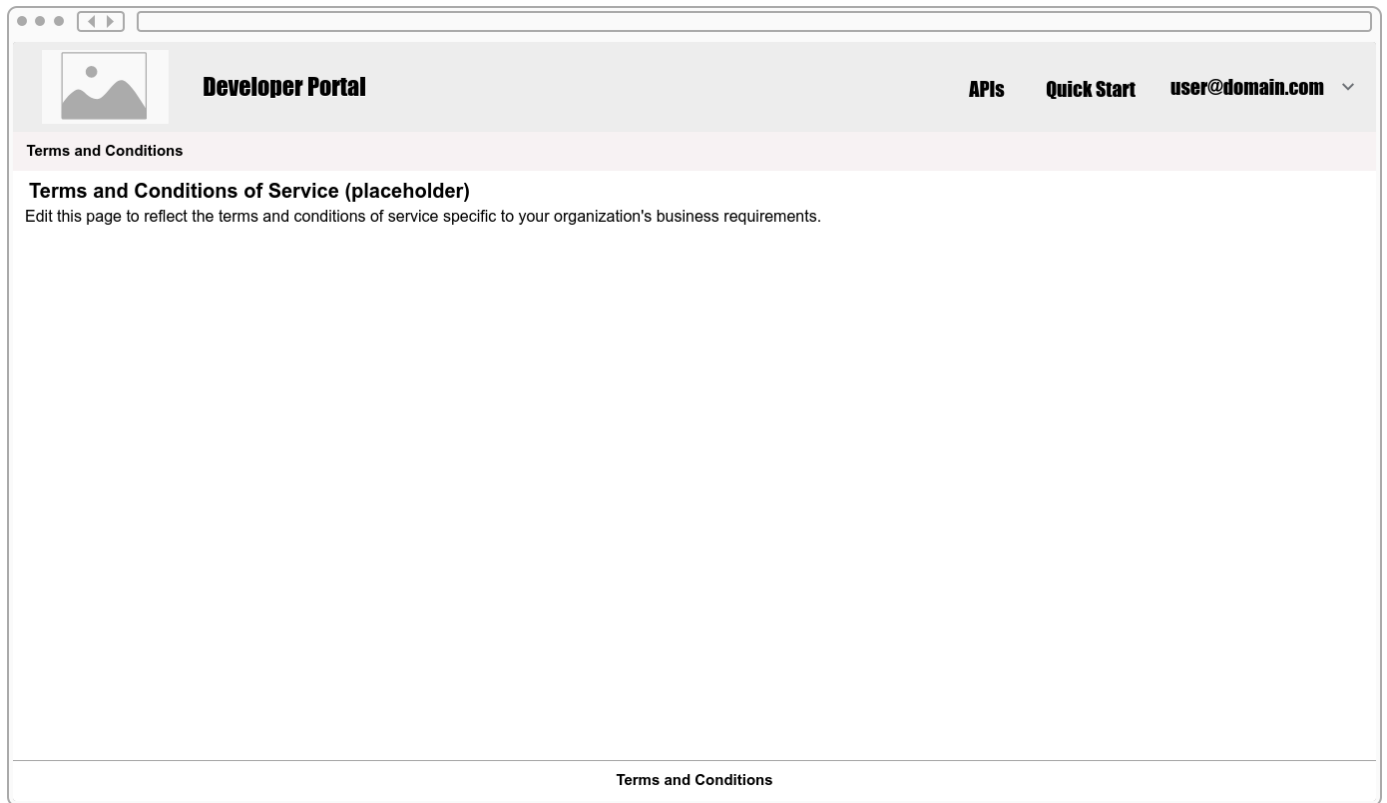 Developer Portal
APIs
Quick Start
user@domain.com
Terms and Conditions
Terms and Conditions of Service (placeholder)
Edit this page to reflect the terms and conditions of service specific to your organization's business requirements.
Terms and Conditions